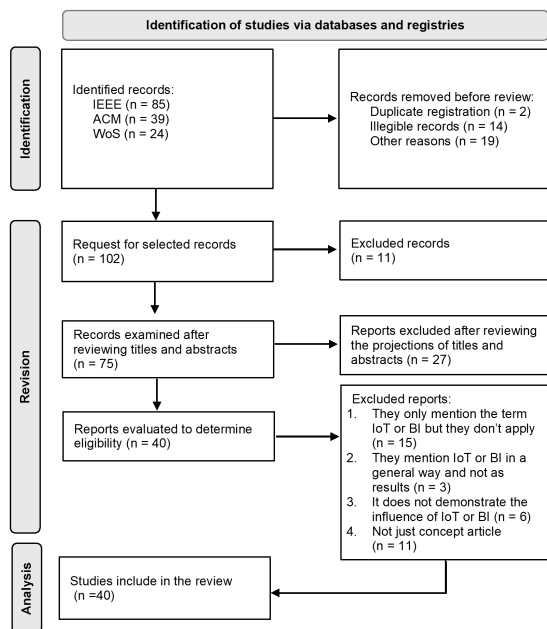 Identification of studies via databases and registries
Identification
Identified records:
IEEE (n = 85)
ACM (n = 39)
WoS (n = 24)
Records removed before review:
Duplicate registration (n = 2)
Illegible records (n = 14)
Other reasons (n = 19)
Revision
Request for selected records
(n = 102)
Excluded records
(n = 11)
Records examined after
reviewing titles and abstracts
(n = 75)
Reports excluded after reviewing
the projections of titles and
abstracts (n = 27)
Reports evaluated to determine
eligibility (n = 40)
Excluded reports:
1. They only mention the term
IoT or BI but they don't apply
(n = 15)
2. They mention IoT or BI in a
general way and not as
results (n = 3)
3. It does not demonstrate the
influence of IoT or BI (n = 6)
4. Not just concept article
(n = 11)
Analysis
Studies include in the review
(n =40)